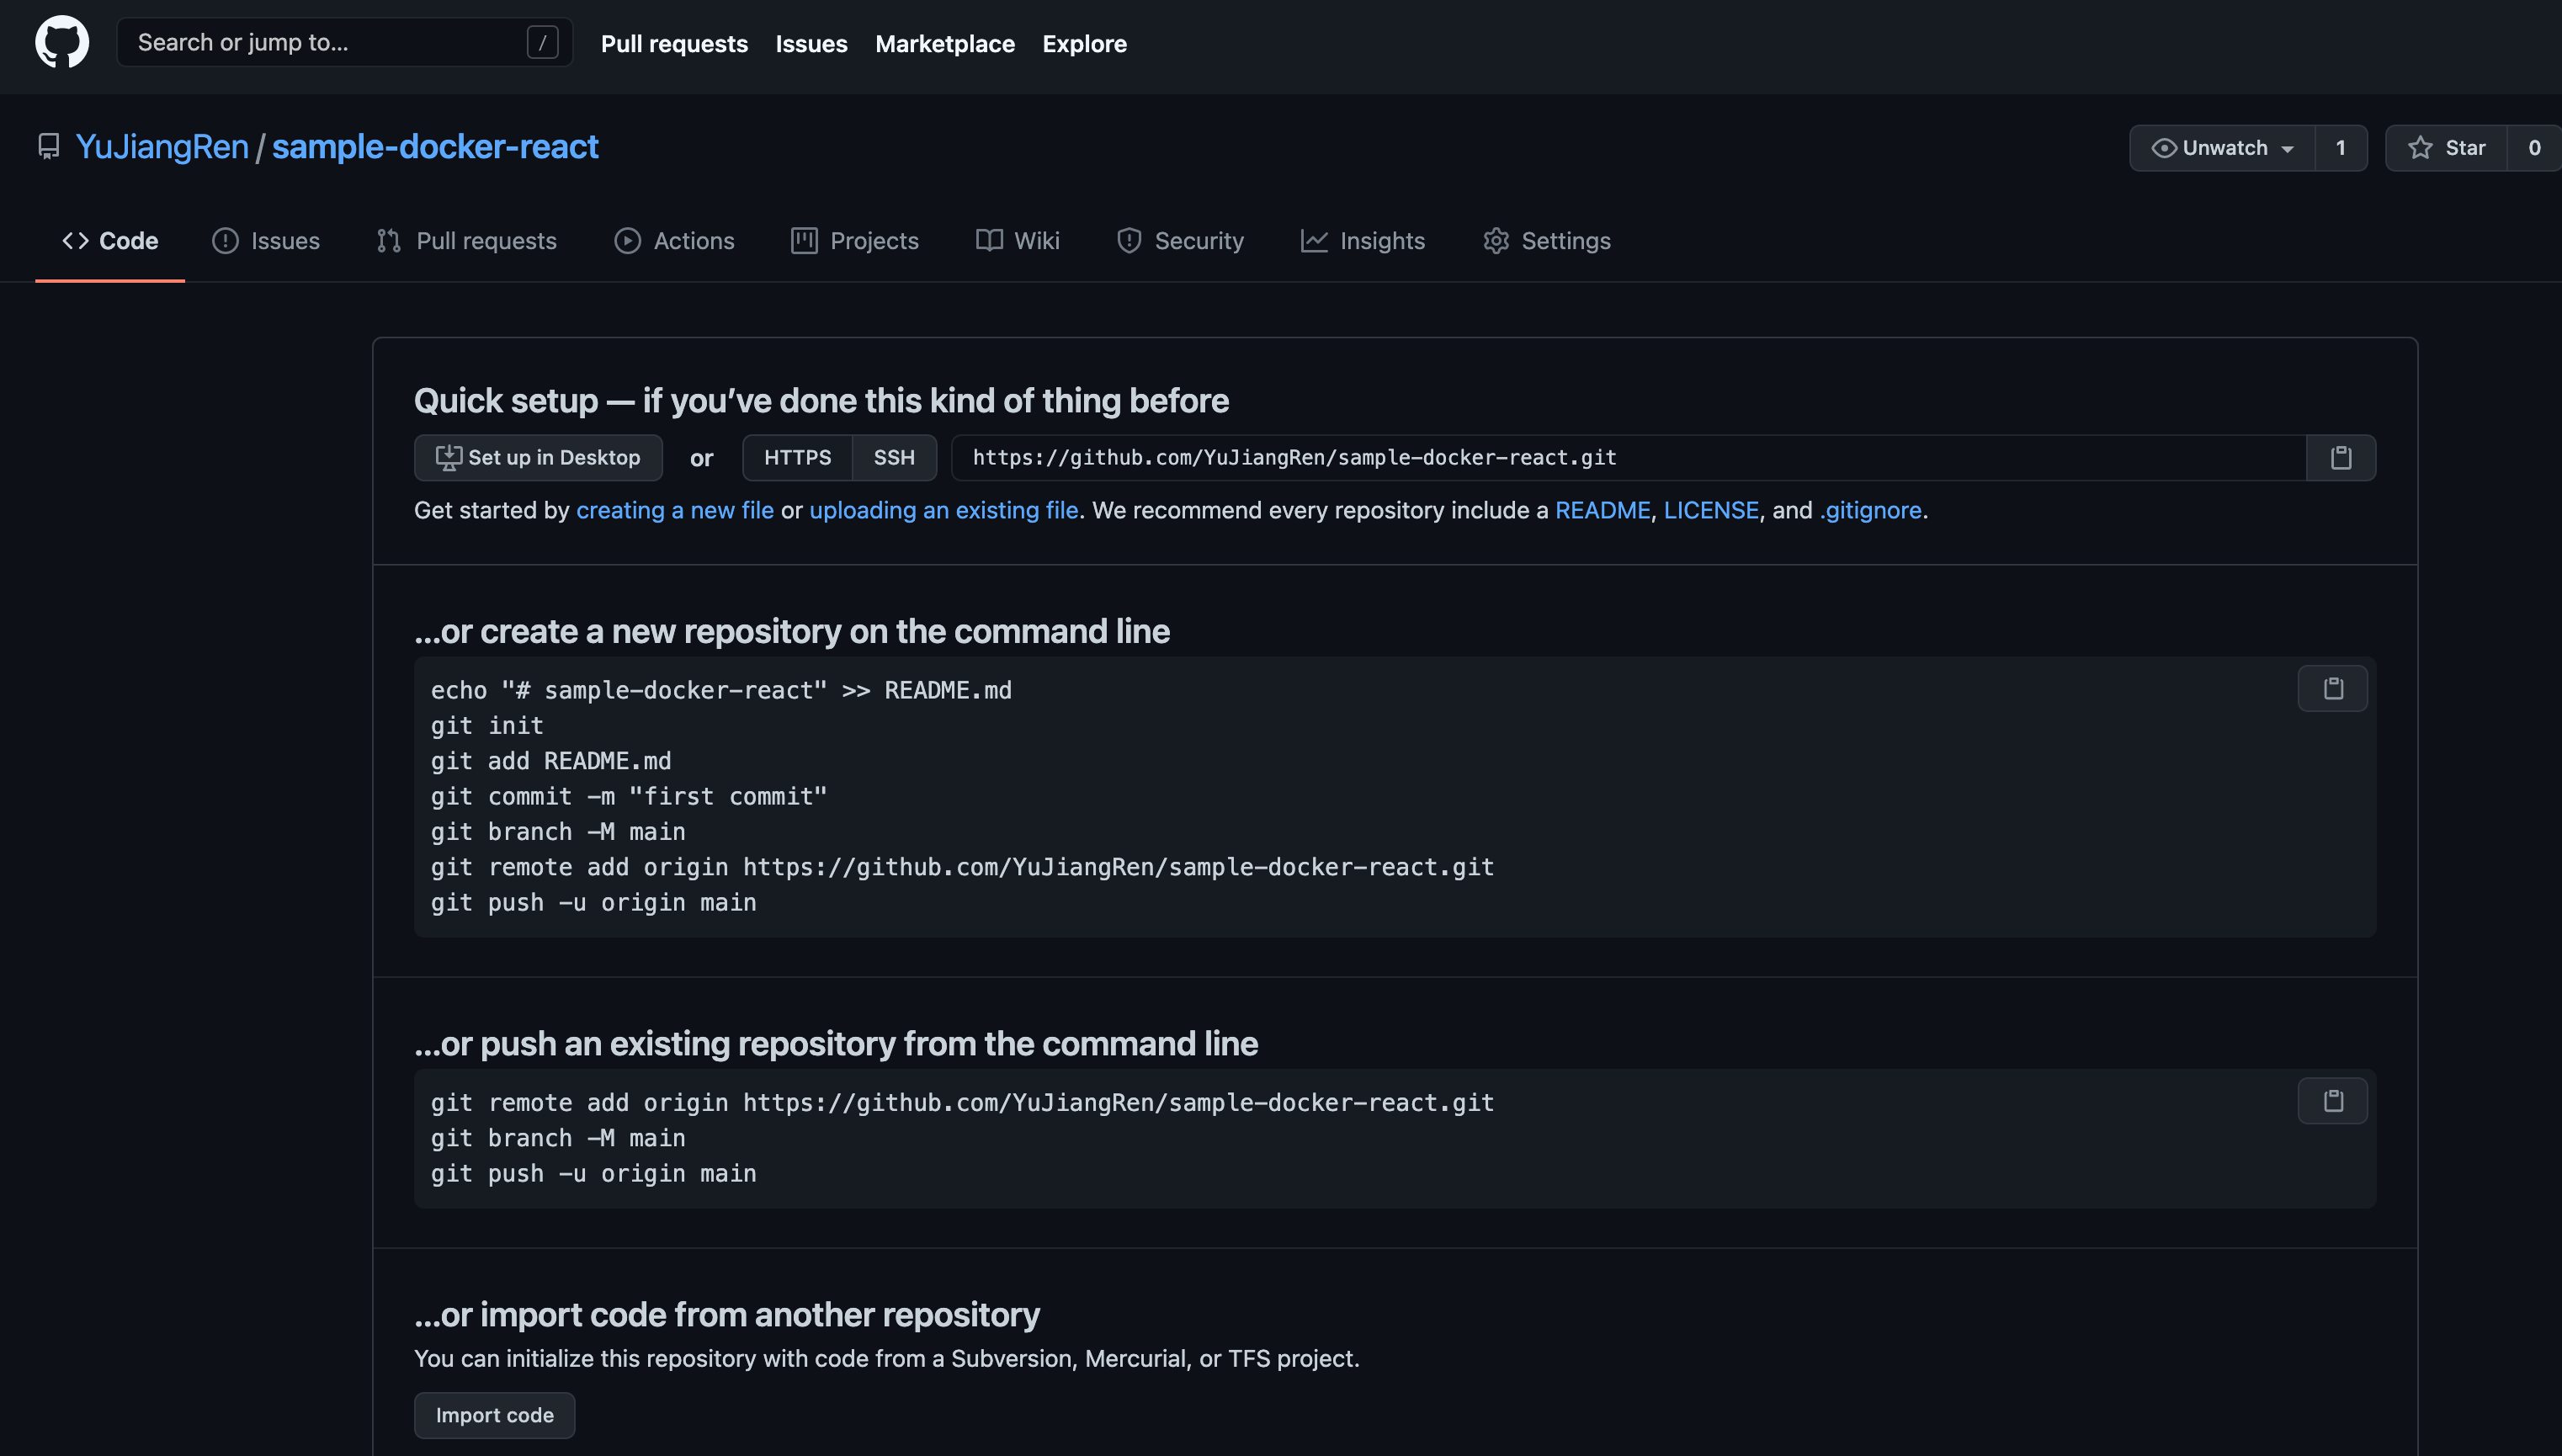 Search or jump to... /
Pull requests Issues Marketplace Explore
YuJiangRen / sample-docker-react
Unwatch 1 Star 0
Code Issues Pull requests Actions Projects Wiki Security Insights Settings
Quick setup — if you’ve done this kind of thing before
Set up in Desktop or HTTPS SSH https://github.com/YuJiangRen/sample-docker-react.git
Get started by creating a new file or uploading an existing file. We recommend every repository include a README, LICENSE, and .gitignore.
…or create a new repository on the command line
echo "# sample-docker-react" >> README.md
git init
git add README.md
git commit -m "first commit"
git branch -M main
git remote add origin https://github.com/YuJiangRen/sample-docker-react.git
git push -u origin main
…or push an existing repository from the command line
git remote add origin https://github.com/YuJiangRen/sample-docker-react.git
git branch -M main
git push -u origin main
…or import code from another repository
You can initialize this repository with code from a Subversion, Mercurial, or TFS project.
Import code